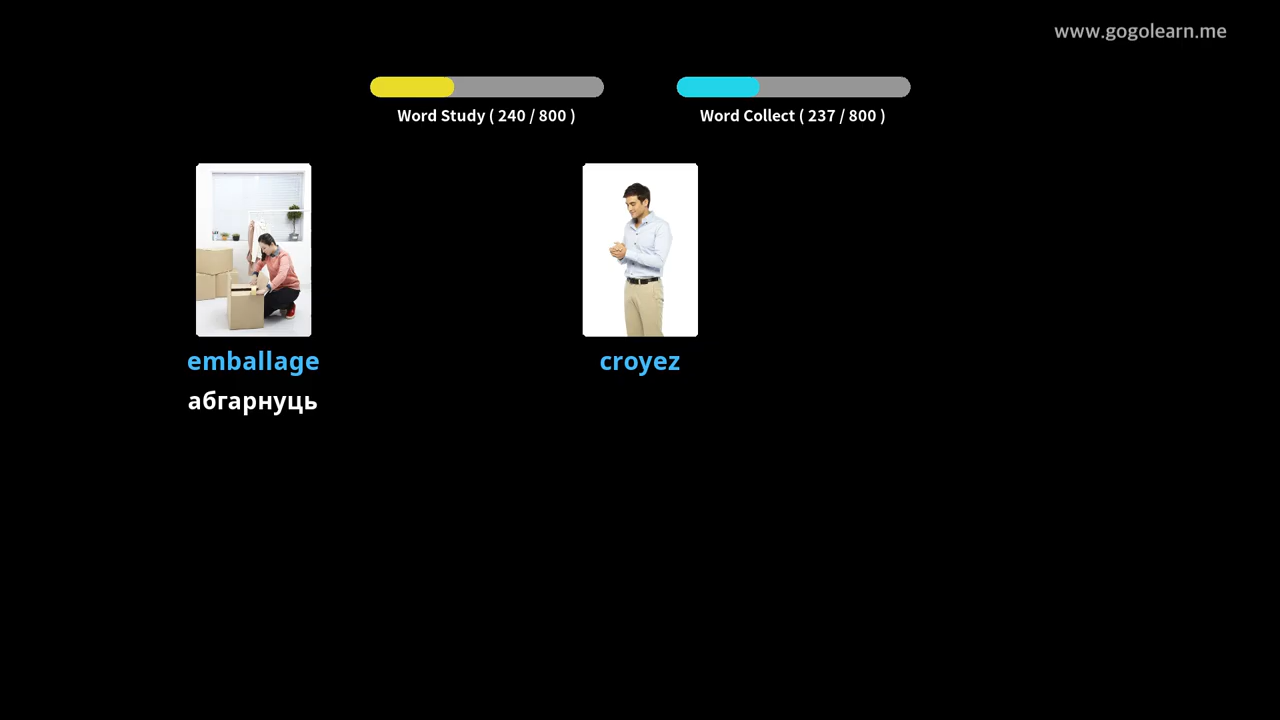 www.gogolearn.me
Word Study ( 240 / 800 )
Word Collect ( 237 / 800 )
emballage
абгарнуць
croyez